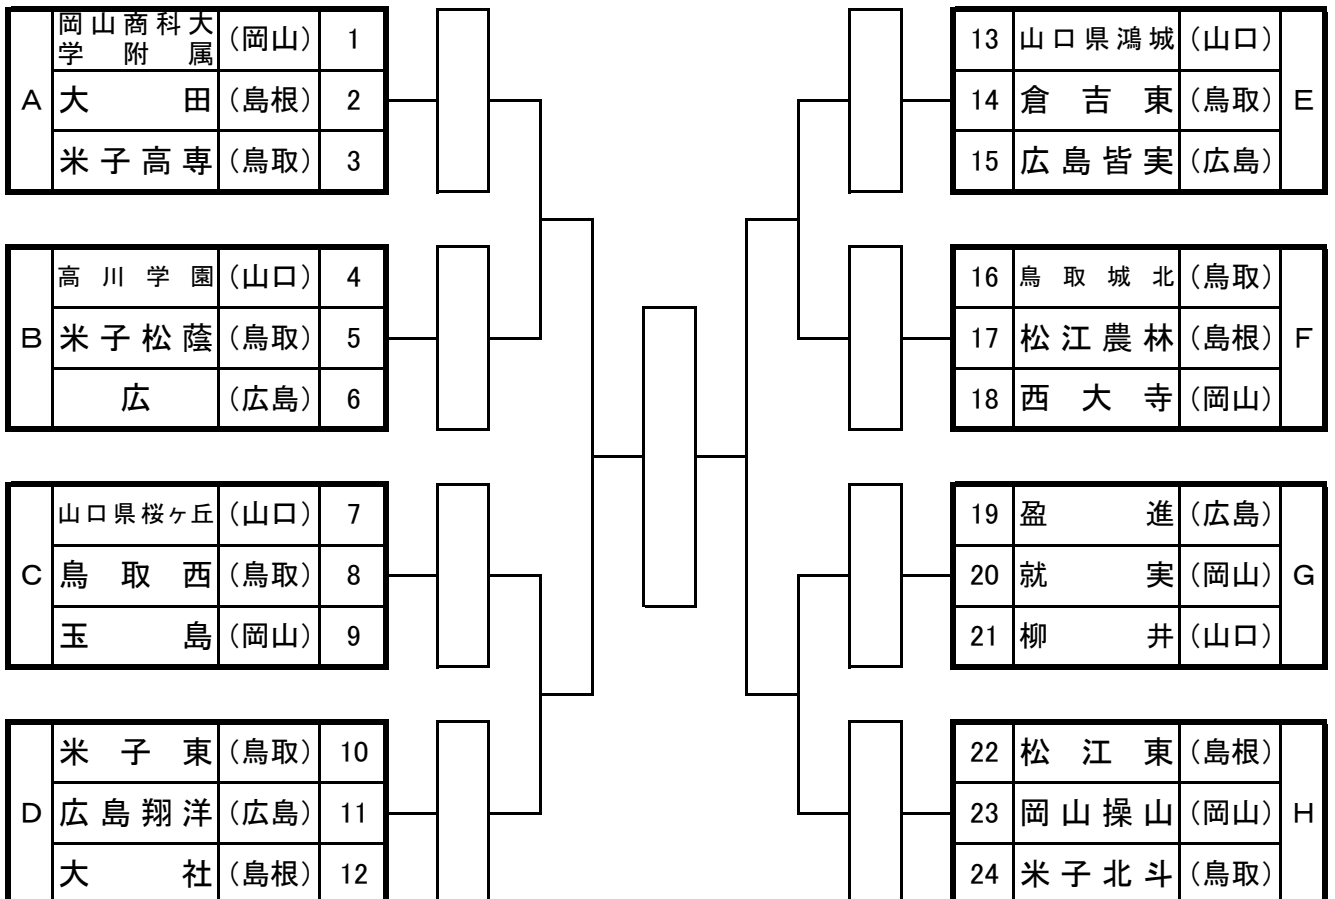 A
岡山商科大学附属 (岡山) 1
大田 (島根) 2
米子高専 (鳥取) 3
B
高川学園 (山口) 4
米子松蔭 (鳥取) 5
広 (広島) 6
C
山口県桜ヶ丘 (山口) 7
鳥取西 (鳥取) 8
玉島 (岡山) 9
D
米子東 (鳥取) 10
広島翔洋 (広島) 11
大社 (島根) 12
13 山口県鴻城 (山口)
14 倉吉東 (鳥取)
15 広島皆実 (広島)
E
16 鳥取城北 (鳥取)
17 松江農林 (島根)
18 西大寺 (岡山)
F
19 盈進 (広島)
20 就実 (岡山)
21 柳井 (山口)
G
22 松江東 (島根)
23 岡山操山 (岡山)
24 米子北斗 (鳥取)
H